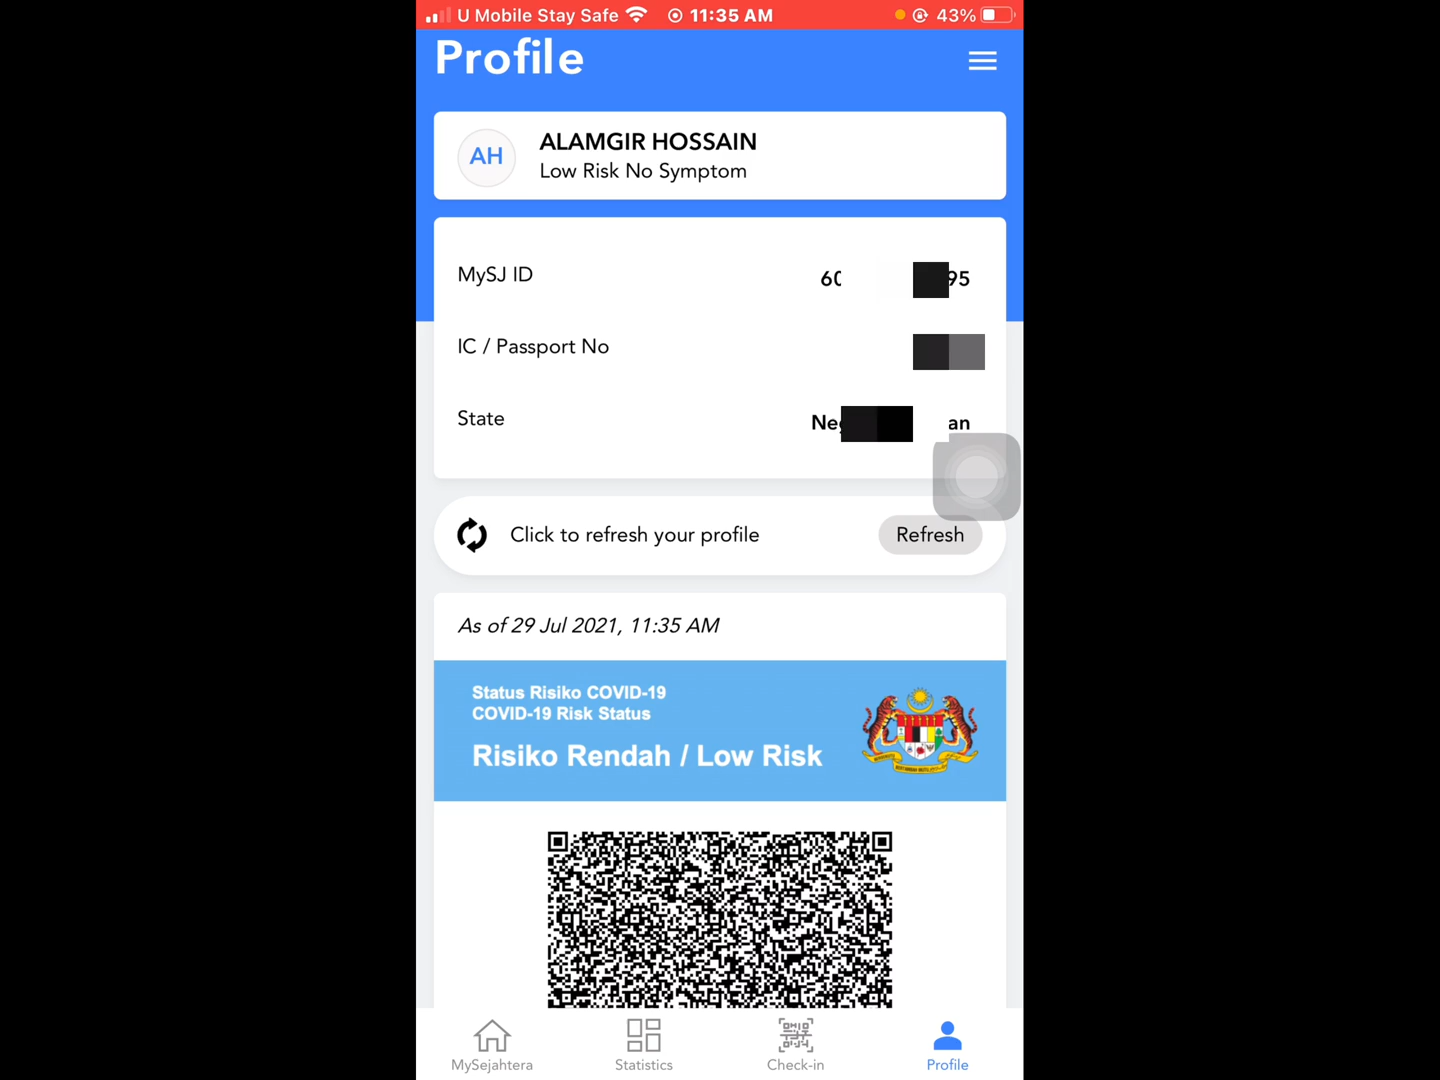 U Mobile Stay Safe 11:35 AM 43%
Profile
AH
ALAMGIR HOSSAIN
Low Risk No Symptom
MySJ ID 60 95
IC / Passport No
State Ne an
Click to refresh your profile Refresh
As of 29 Jul 2021, 11:35 AM
Status Risiko COVID-19
COVID-19 Risk Status
Risiko Rendah / Low Risk
MySejahtera Statistics Check-in Profile